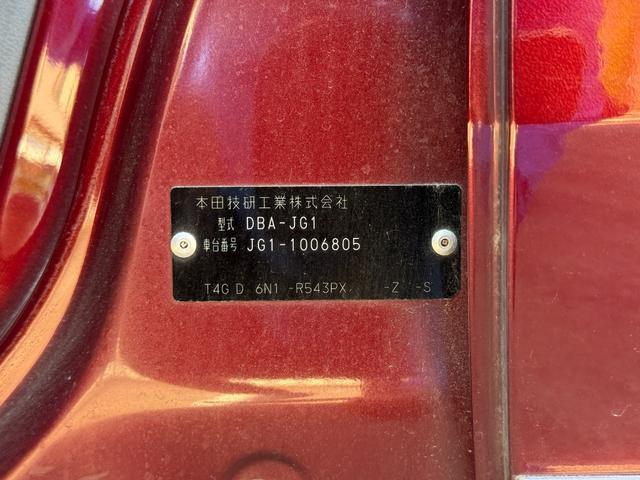 本田技研工業株式会社
型式 DBA-JG1
車台番号 JG1-1006805
T4G D 6N1 -R543PX. -Z -S